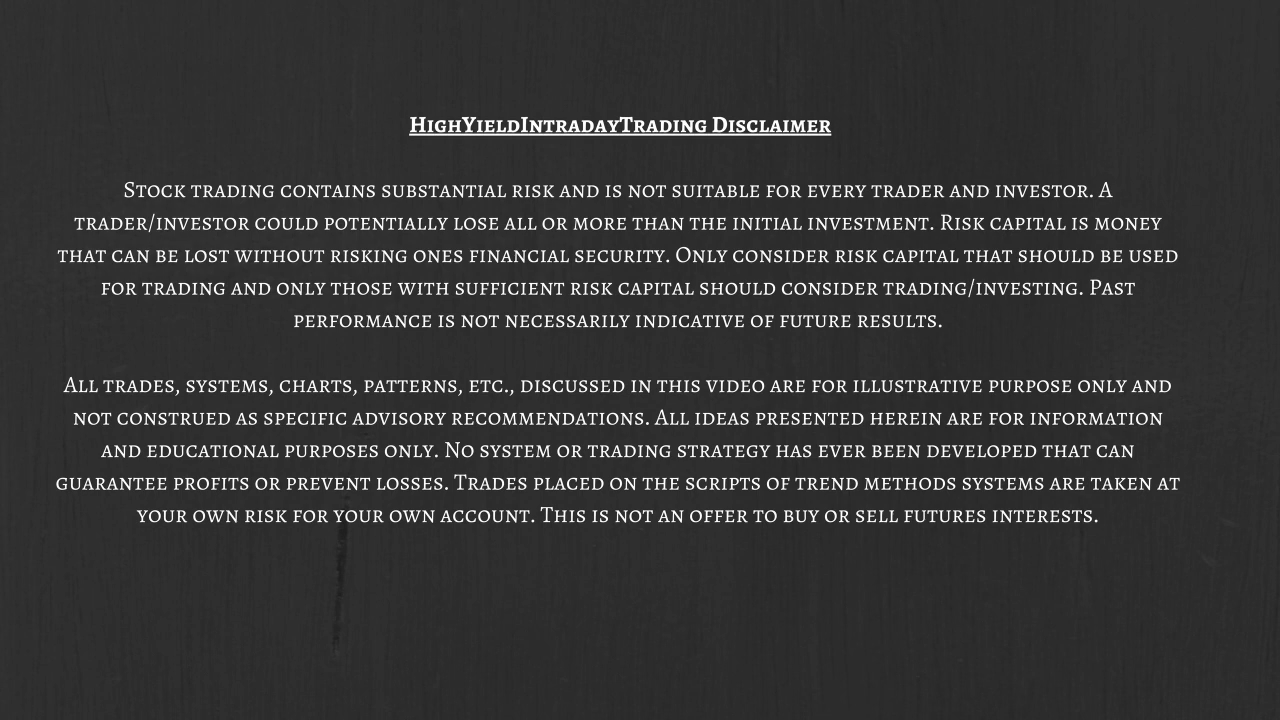 HighYieldIntradayTrading Disclaimer
Stock trading contains substantial risk and is not suitable for every trader and investor. A
trader/investor could potentially lose all or more than the initial investment. Risk capital is money
that can be lost without risking ones financial security. Only consider risk capital that should be used
for trading and only those with sufficient risk capital should consider trading/investing. Past
performance is not necessarily indicative of future results.
All trades, systems, charts, patterns, etc., discussed in this video are for illustrative purpose only and
not construed as specific advisory recommendations. All ideas presented herein are for information
and educational purposes only. No system or trading strategy has ever been developed that can
guarantee profits or prevent losses. Trades placed on the scripts of trend methods systems are taken at
your own risk for your own account. This is not an offer to buy or sell futures interests.